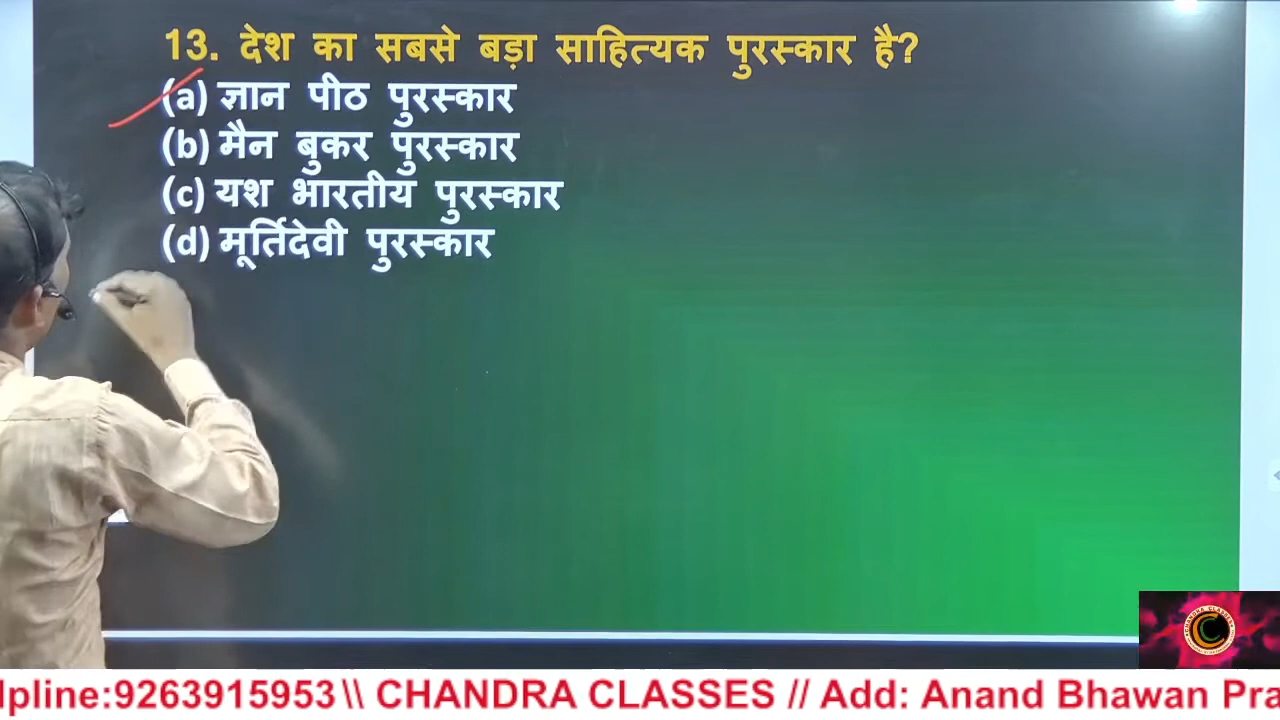 13. देश का सबसे बड़ा साहित्यक पुरस्कार है?
(a) ज्ञान पीठ पुरस्कार
(b) मैन बुकर पुरस्कार
(c) यश भारतीय पुरस्कार
(d) मूर्तिदेवी पुरस्कार
lpline:9263915953 \\ CHANDRA CLASSES // Add: Anand Bhawan Pra